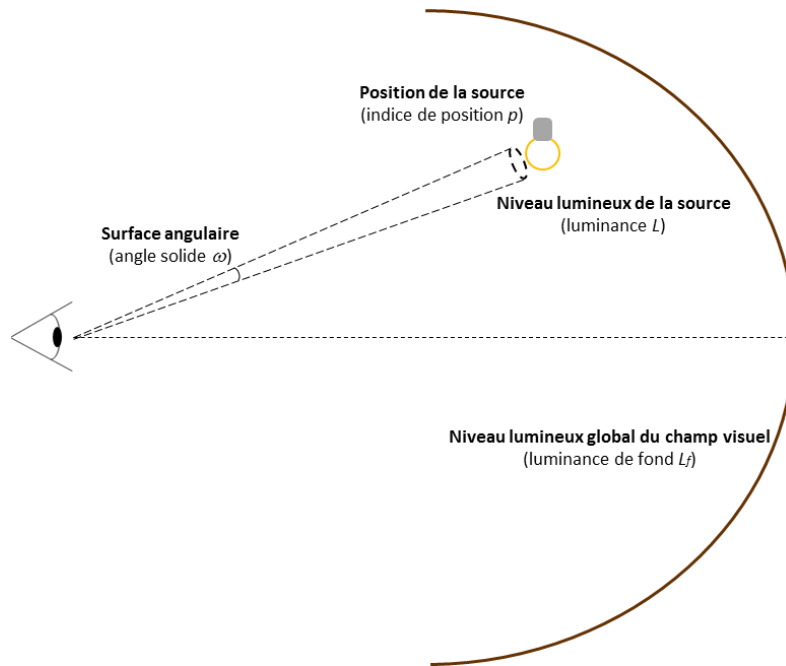 Position de la source
(indice de position p)
Niveau lumineux de la source
(luminance L)
Surface angulaire
(angle solide ω)
Niveau lumineux global du champ visuel
(luminance de fond Lf)